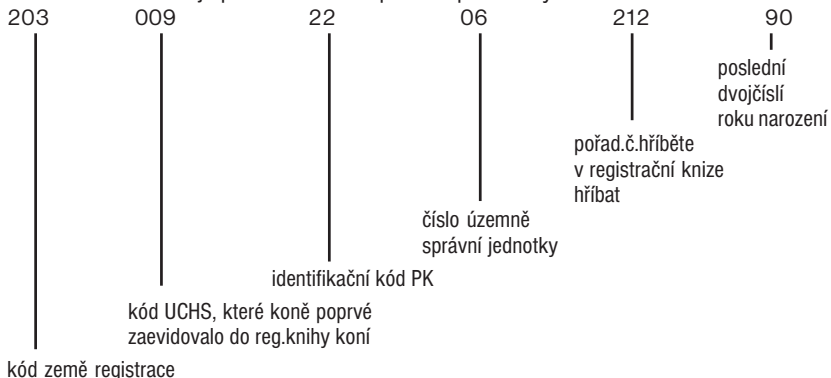 203 009 22 06 212 90
poslední
dvojčíslí
roku narození
pořad.č.hříběte
v registrační knize
hříbat
číslo územně
správní jednotky
identifikační kód PK
kód UCHS, které koně poprvé
zaevidovalo do reg.knihy koní
kód země registrace